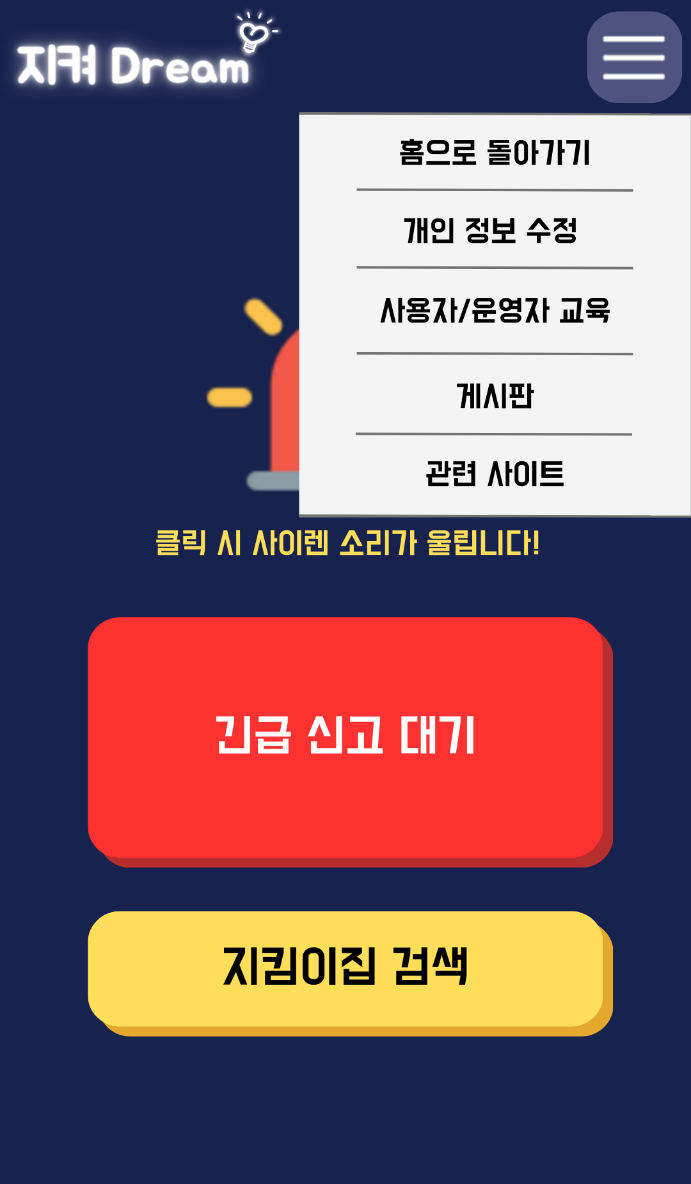 지켜 Dream
홈으로 돌아가기
개인 정보 수정
사용자/운영자 교육
게시판
관련 사이트
클릭 시 사이렌 소리가 울립니다!
긴급 신고 대기
지킴이집 검색